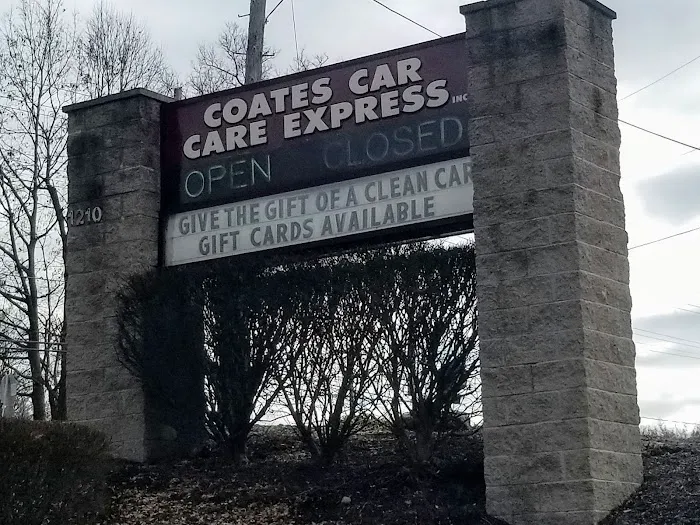 COATES CAR
CARE EXPRESS INC
OPEN CLOSED
GIVE THE GIFT OF A CLEAN CAR
GIFT CARDS AVAILABLE
1210